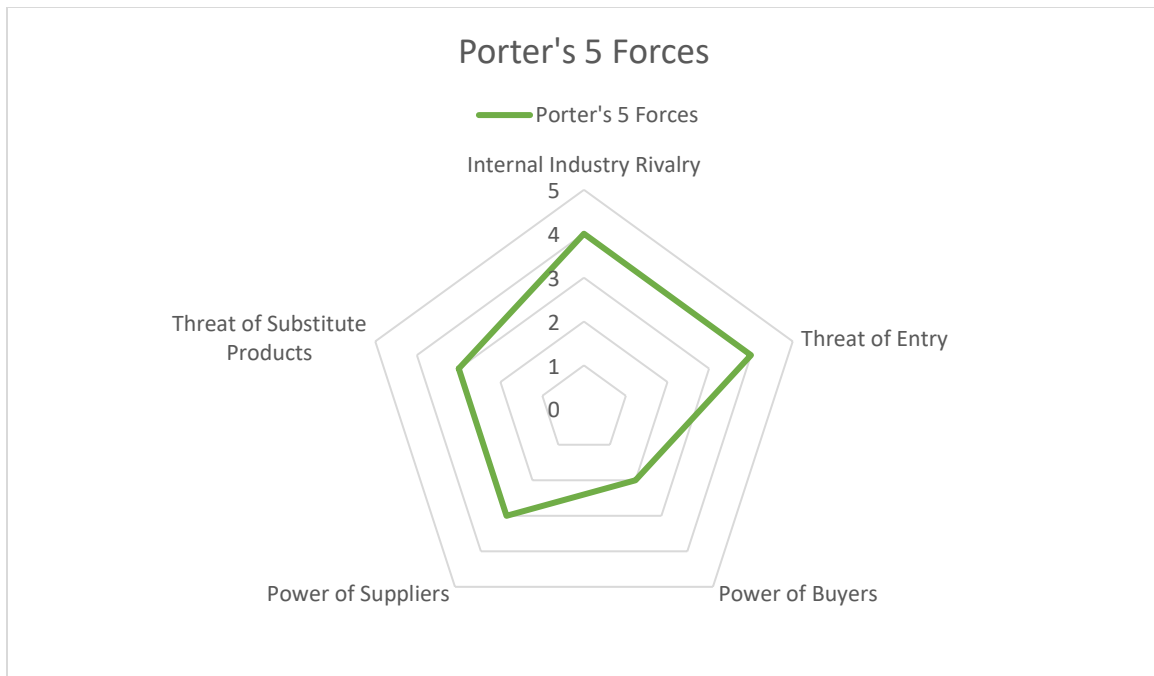 Porter's 5 Forces
Porter's 5 Forces
Internal Industry Rivalry
5
4
3
2
1
0
Threat of Entry
Power of Buyers
Power of Suppliers
Threat of Substitute
Products